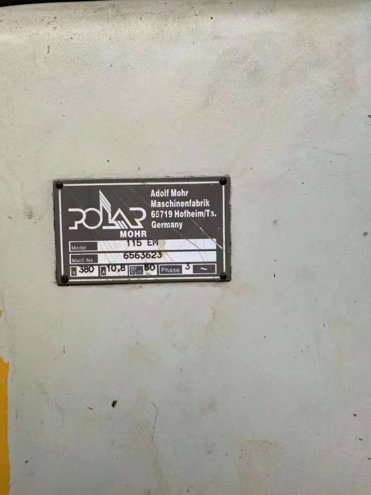 POLAR
MOHR
Adolf Mohr
Maschinenfabrik
65719 Hofheim/Ts.
Germany
Model 115 EM
Mach.No. 6563623
V 380 A 10,8 50 Phase 3 ~